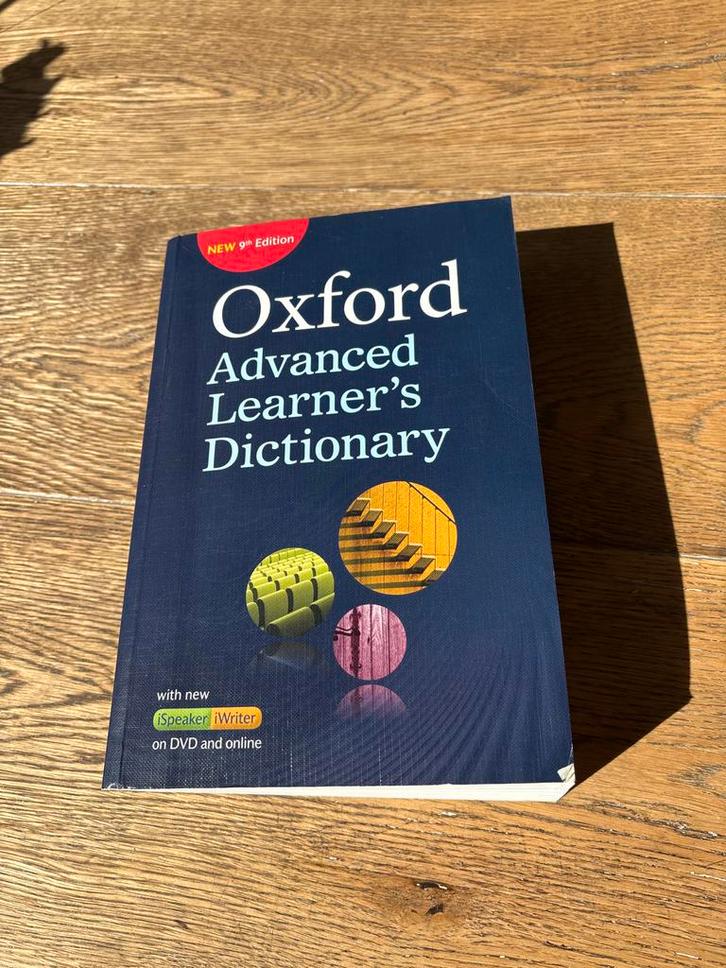 NEW 9th Edition
Oxford
Advanced
Learner's
Dictionary
with new
iSpeaker iWriter
on DVD and online